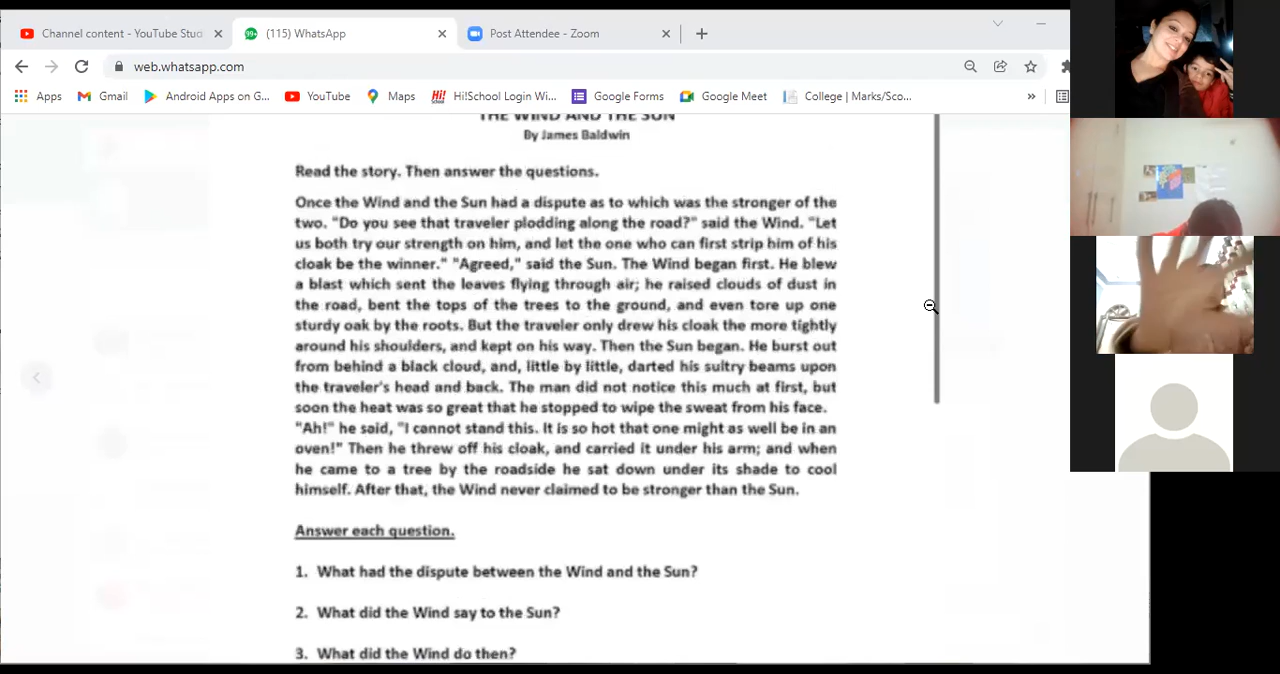 Channel content - YouTube Stud
99+
(115) WhatsApp
Post Attendee - Zoom
web.whatsapp.com
Apps
Gmail
Android Apps on G...
YouTube
Maps
Hi!
Hi!School Login Wi...
Google Forms
Google Meet
College | Marks/Sco...
»
THE WIND AND THE SUN
By James Baldwin
Read the story. Then answer the questions.
Once the Wind and the Sun had a dispute as to which was the stronger of the
two. "Do you see that traveler plodding along the road?" said the Wind. "Let
us both try our strength on him, and let the one who can first strip him of his
cloak be the winner." "Agreed," said the Sun. The Wind began first. He blew
a blast which sent the leaves flying through air; he raised clouds of dust in
the road, bent the tops of the trees to the ground, and even tore up one
sturdy oak by the roots. But the traveler only drew his cloak the more tightly
around his shoulders, and kept on his way. Then the Sun began. He burst out
from behind a black cloud, and, little by little, darted his sultry beams upon
the traveler's head and back. The man did not notice this much at first, but
soon the heat was so great that he stopped to wipe the sweat from his face.
"Ah!" he said, "I cannot stand this. It is so hot that one might as well be in an
oven!" Then he threw off his cloak, and carried it under his arm; and when
he came to a tree by the roadside he sat down under its shade to cool
himself. After that, the Wind never claimed to be stronger than the Sun.
Answer each question.
1. What had the dispute between the Wind and the Sun?
2. What did the Wind say to the Sun?
3. What did the Wind do then?